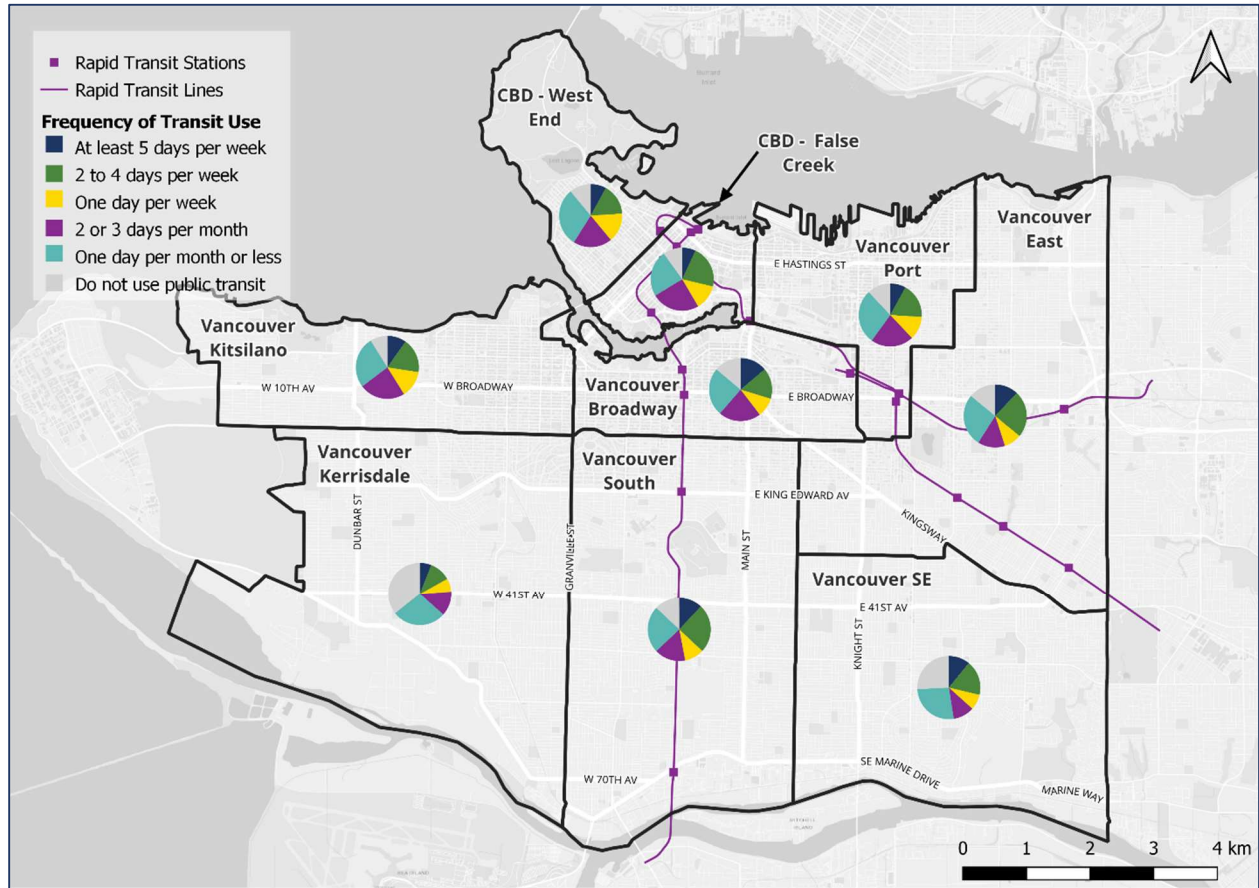 Rapid Transit Stations
Rapid Transit Lines
Frequency of Transit Use
At least 5 days per week
2 to 4 days per week
One day per week
2 or 3 days per month
One day per month or less
Do not use public transit
CBD - West
End
CBD - False
Creek
Vancouver
East
Vancouver
Port
E HASTINGS ST
Vancouver
Kitsilano
W 10TH AV
W BROADWAY
Vancouver
Broadway
E BROADWAY
Vancouver
Kerrisdale
Vancouver
South
DUNBAR ST
GRANVILLE ST
MAIN ST
E KING EDWARD AV
KINGSWAY
Vancouver SE
W 41ST AV
E 41ST AV
KNIGHT ST
W 70TH AV
SE MARINE DRIVE
MARINE WAY
0 1 2 3 4 km